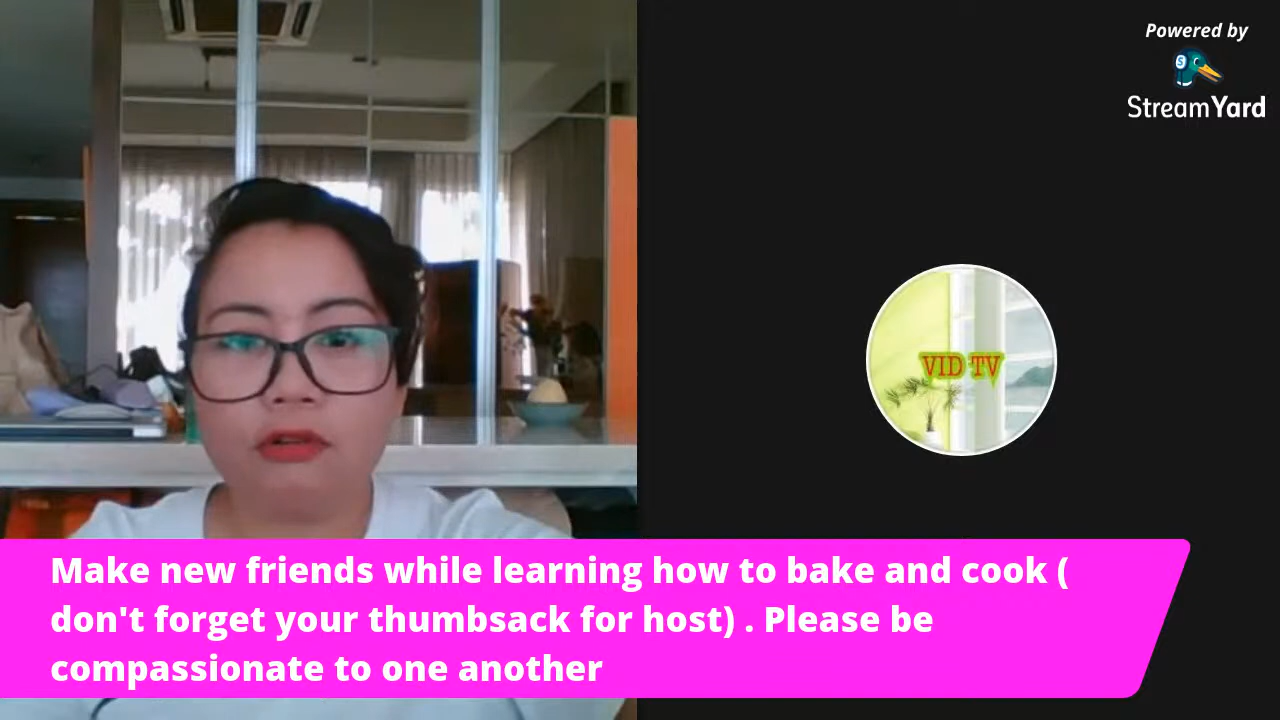 Powered by
StreamYard
VID TV
Make new friends while learning how to bake and cook (
don't forget your thumbsack for host) . Please be
compassionate to one another